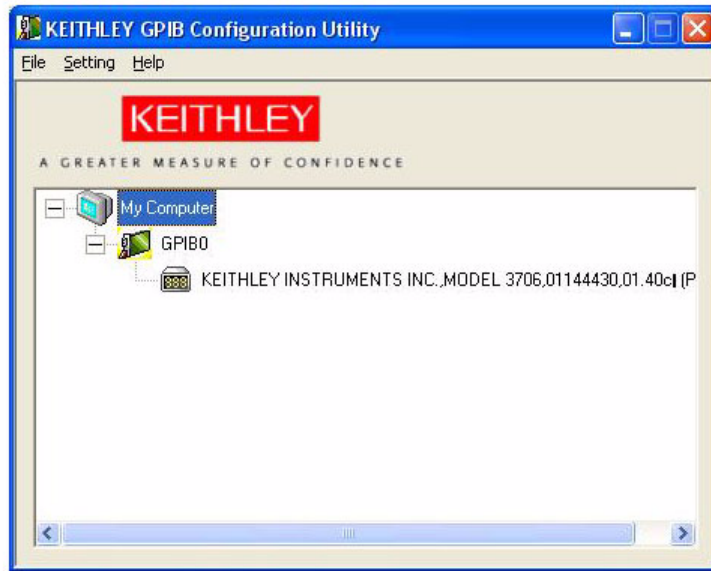 KEITHLEY GPIB Configuration Utility
File Setting Help
KEITHLEY
A GREATER MEASURE OF CONFIDENCE
My Computer
GPIB0
KEITHLEY INSTRUMENTS INC.,MODEL 3706,01144430,01.40c (P